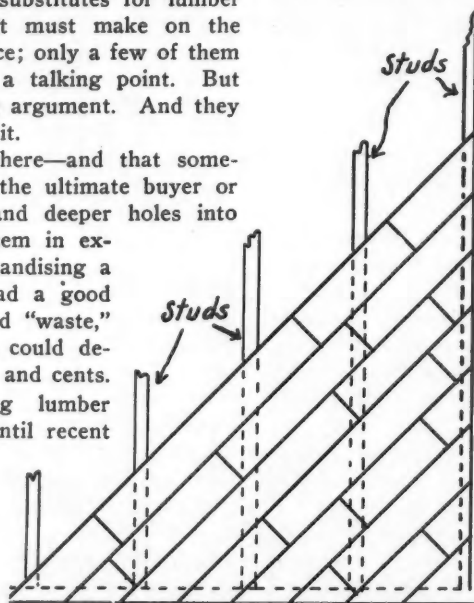 substitutes for lumber
t must make on the
ce; only a few of them
a talking point. But
argument. And they
it.
here—and that some-
the ultimate buyer or
and deeper holes into
em in ex-
andising a
ad a good
d "waste,"
could de-
and cents.
g lumber
ntil recent
Studs
Studs